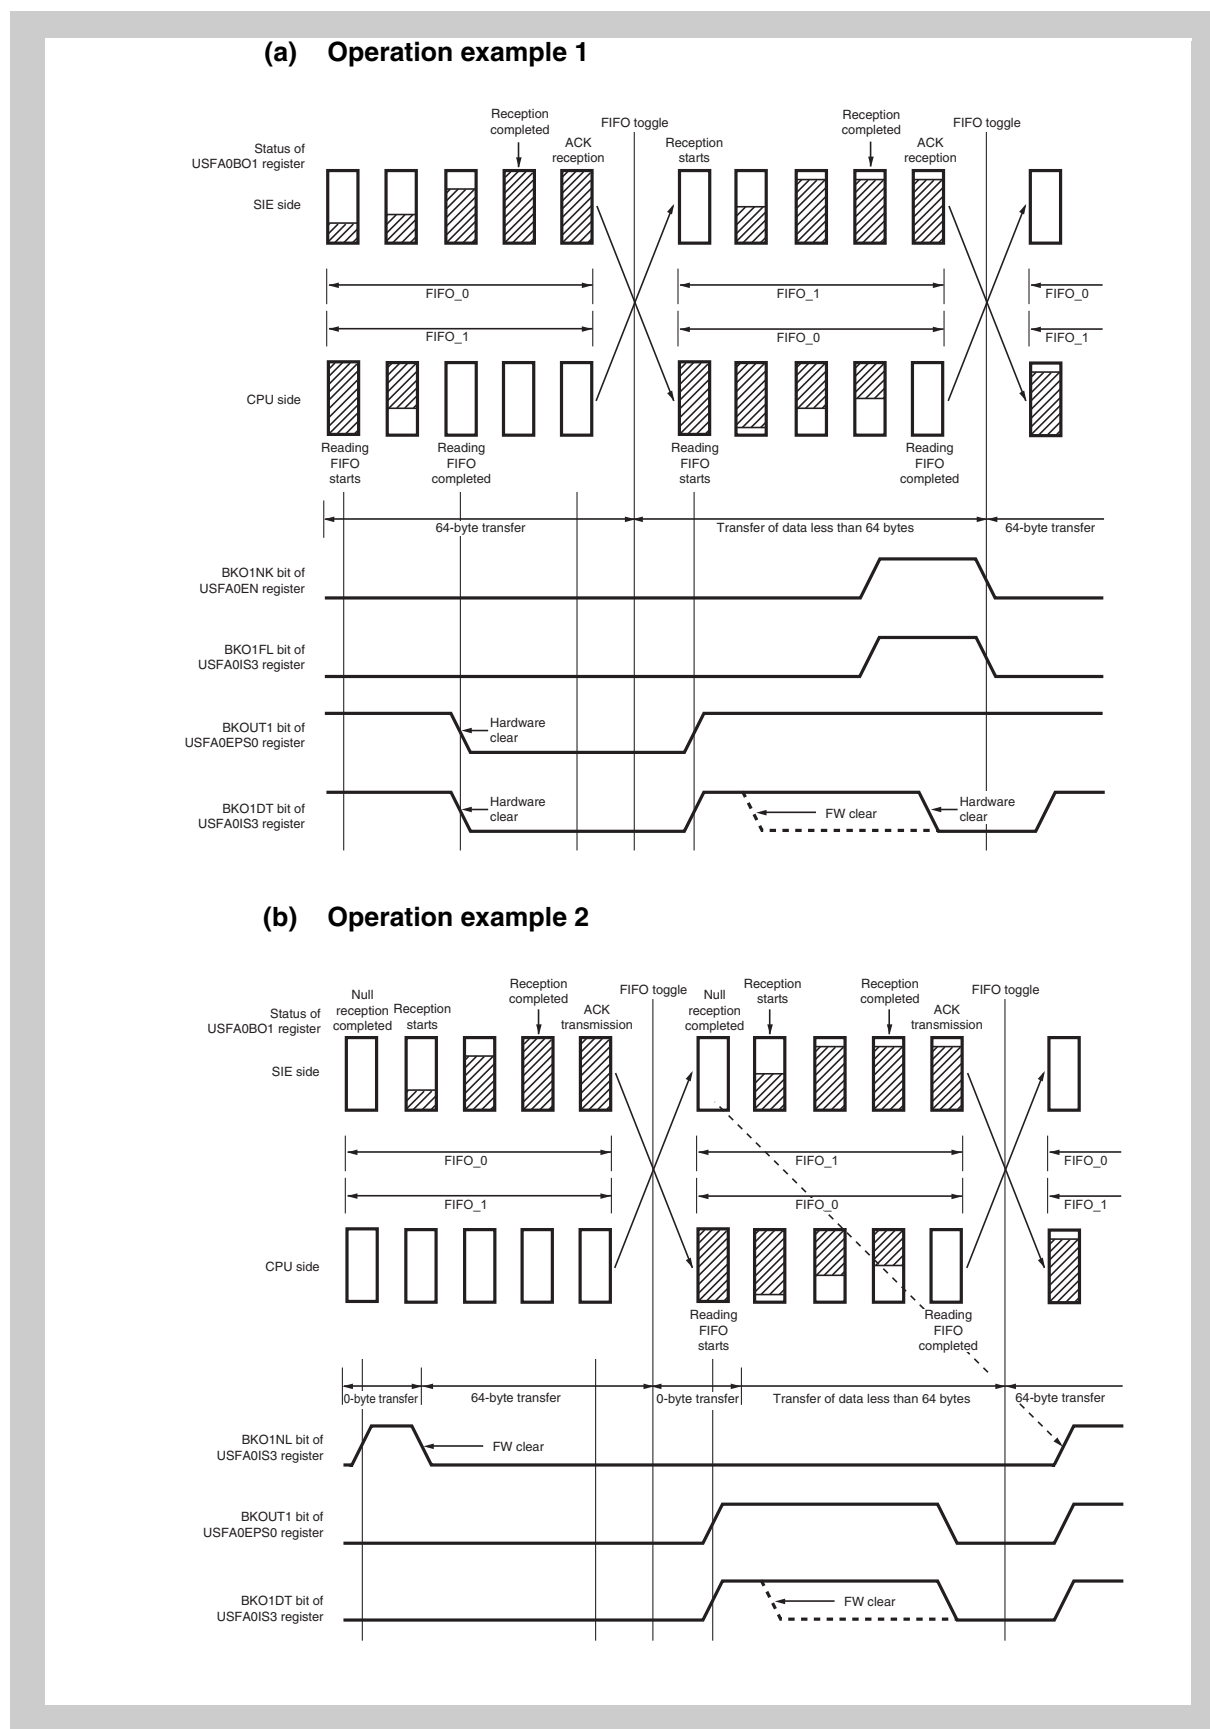 (a) Operation example 1
Reception
completed
FIFO toggle
Reception
completed
FIFO toggle
Status of
USFA0BO1 register
ACK
reception
Reception
starts
ACK
reception
SIE side
FIFO_0
FIFO_1
FIFO_0
FIFO_1
FIFO_0
FIFO_1
CPU side
Reading
FIFO
starts
Reading
FIFO
completed
Reading
FIFO
starts
Reading
FIFO
completed
64-byte transfer
Transfer of data less than 64 bytes
64-byte transfer
BKO1NK bit of
USFA0EN register
BKO1FL bit of
USFA0IS3 register
BKOUT1 bit of
USFA0EPS0 register
Hardware
clear
BKO1DT bit of
USFA0IS3 register
Hardware
clear
FW clear
Hardware
clear
(b) Operation example 2
Status of
USFA0BO1 register
Null
reception
completed
Reception
starts
Reception
completed
ACK
transmission
FIFO toggle
Null
reception
completed
Reception
starts
Reception
completed
ACK
transmission
FIFO toggle
SIE side
FIFO_0
FIFO_1
FIFO_0
FIFO_1
FIFO_0
FIFO_1
CPU side
Reading
FIFO
starts
Reading
FIFO
completed
0-byte transfer
64-byte transfer
0-byte transfer
Transfer of data less than 64 bytes
64-byte transfer
BKO1NL bit of
USFA0IS3 register
FW clear
BKOUT1 bit of
USFA0EPS0 register
BKO1DT bit of
USFA0IS3 register
FW clear